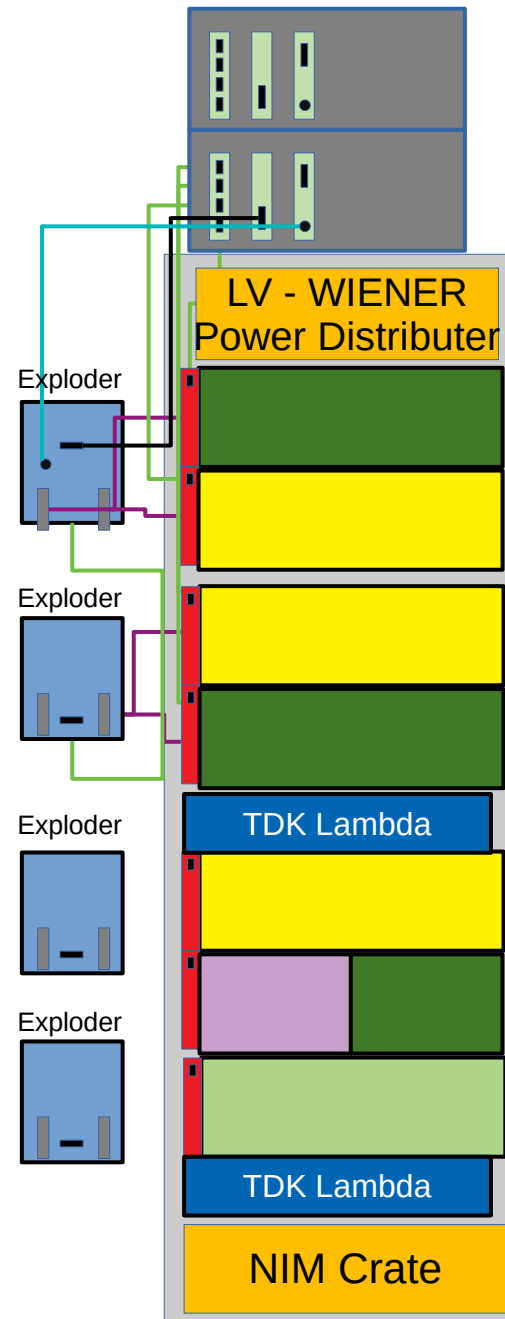 LV - WIENER
Power Distributer
Exploder
Exploder
TDK Lambda
Exploder
Exploder
TDK Lambda
NIM Crate